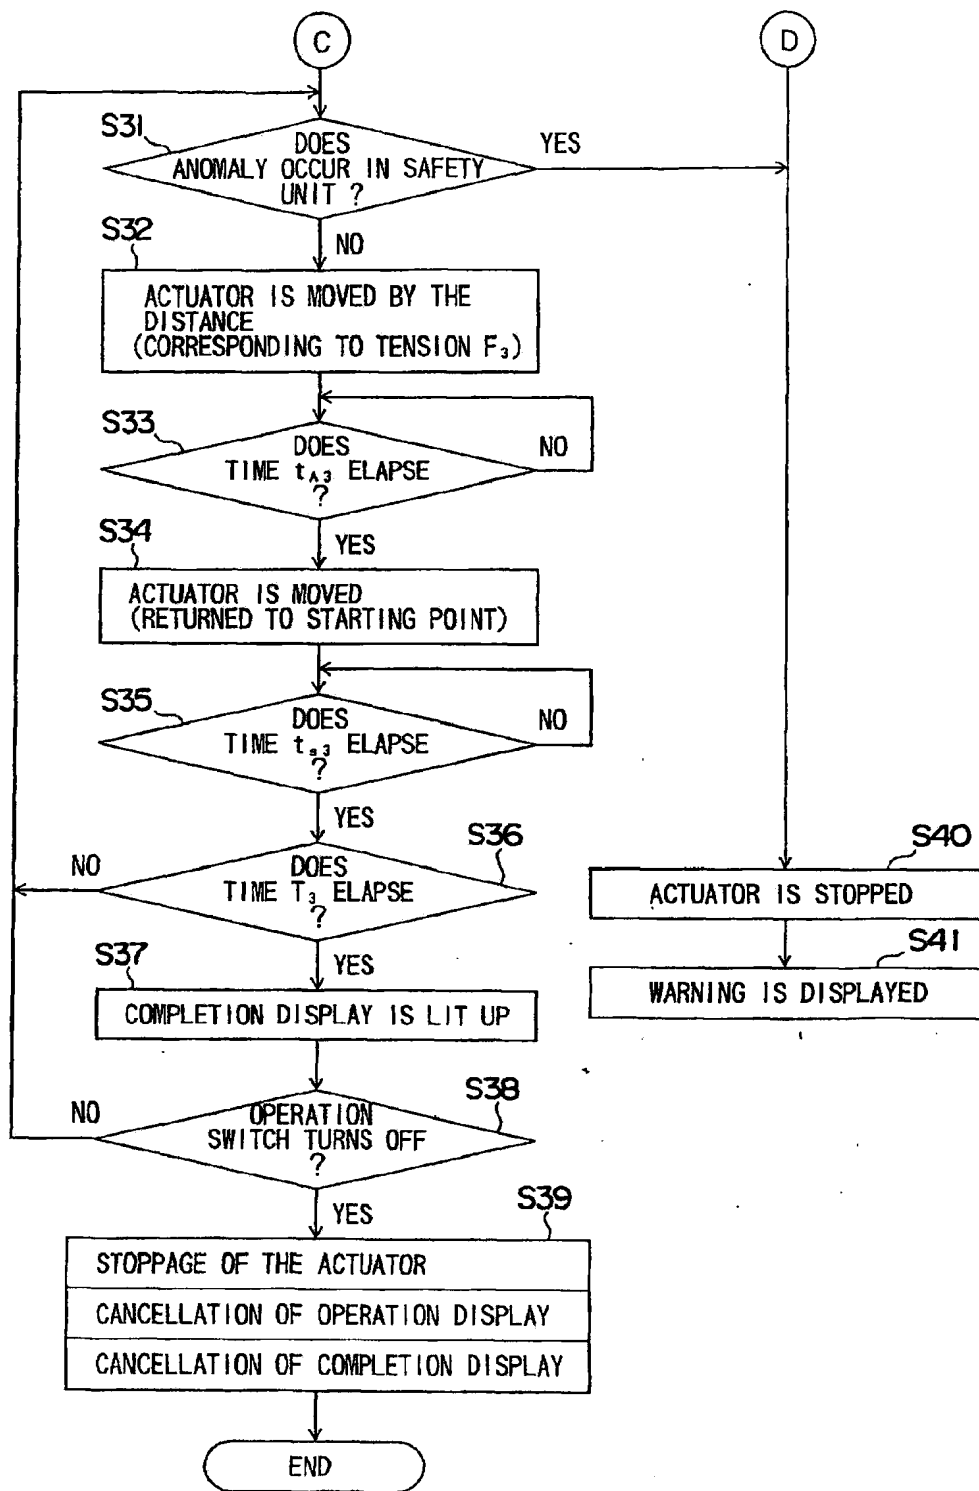 C
D
S31
DOES
ANOMALY OCCUR IN SAFETY
UNIT ?
YES
NO
S32
ACTUATOR IS MOVED BY THE
DISTANCE
(CORRESPONDING TO TENSION F₃)
S33
DOES
TIME t_A3 ELAPSE
?
NO
YES
S34
ACTUATOR IS MOVED
(RETURNED TO STARTING POINT)
S35
DOES
TIME t_s3 ELAPSE
?
NO
YES
S36
DOES
TIME T₃ ELAPSE
?
NO
YES
S37
COMPLETION DISPLAY IS LIT UP
S38
OPERATION
SWITCH TURNS OFF
?
NO
YES
S39
STOPPAGE OF THE ACTUATOR
CANCELLATION OF OPERATION DISPLAY
CANCELLATION OF COMPLETION DISPLAY
END
S40
ACTUATOR IS STOPPED
S41
WARNING IS DISPLAYED